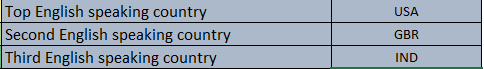 Top English speaking country USA
Second English speaking country GBR
Third English speaking country IND